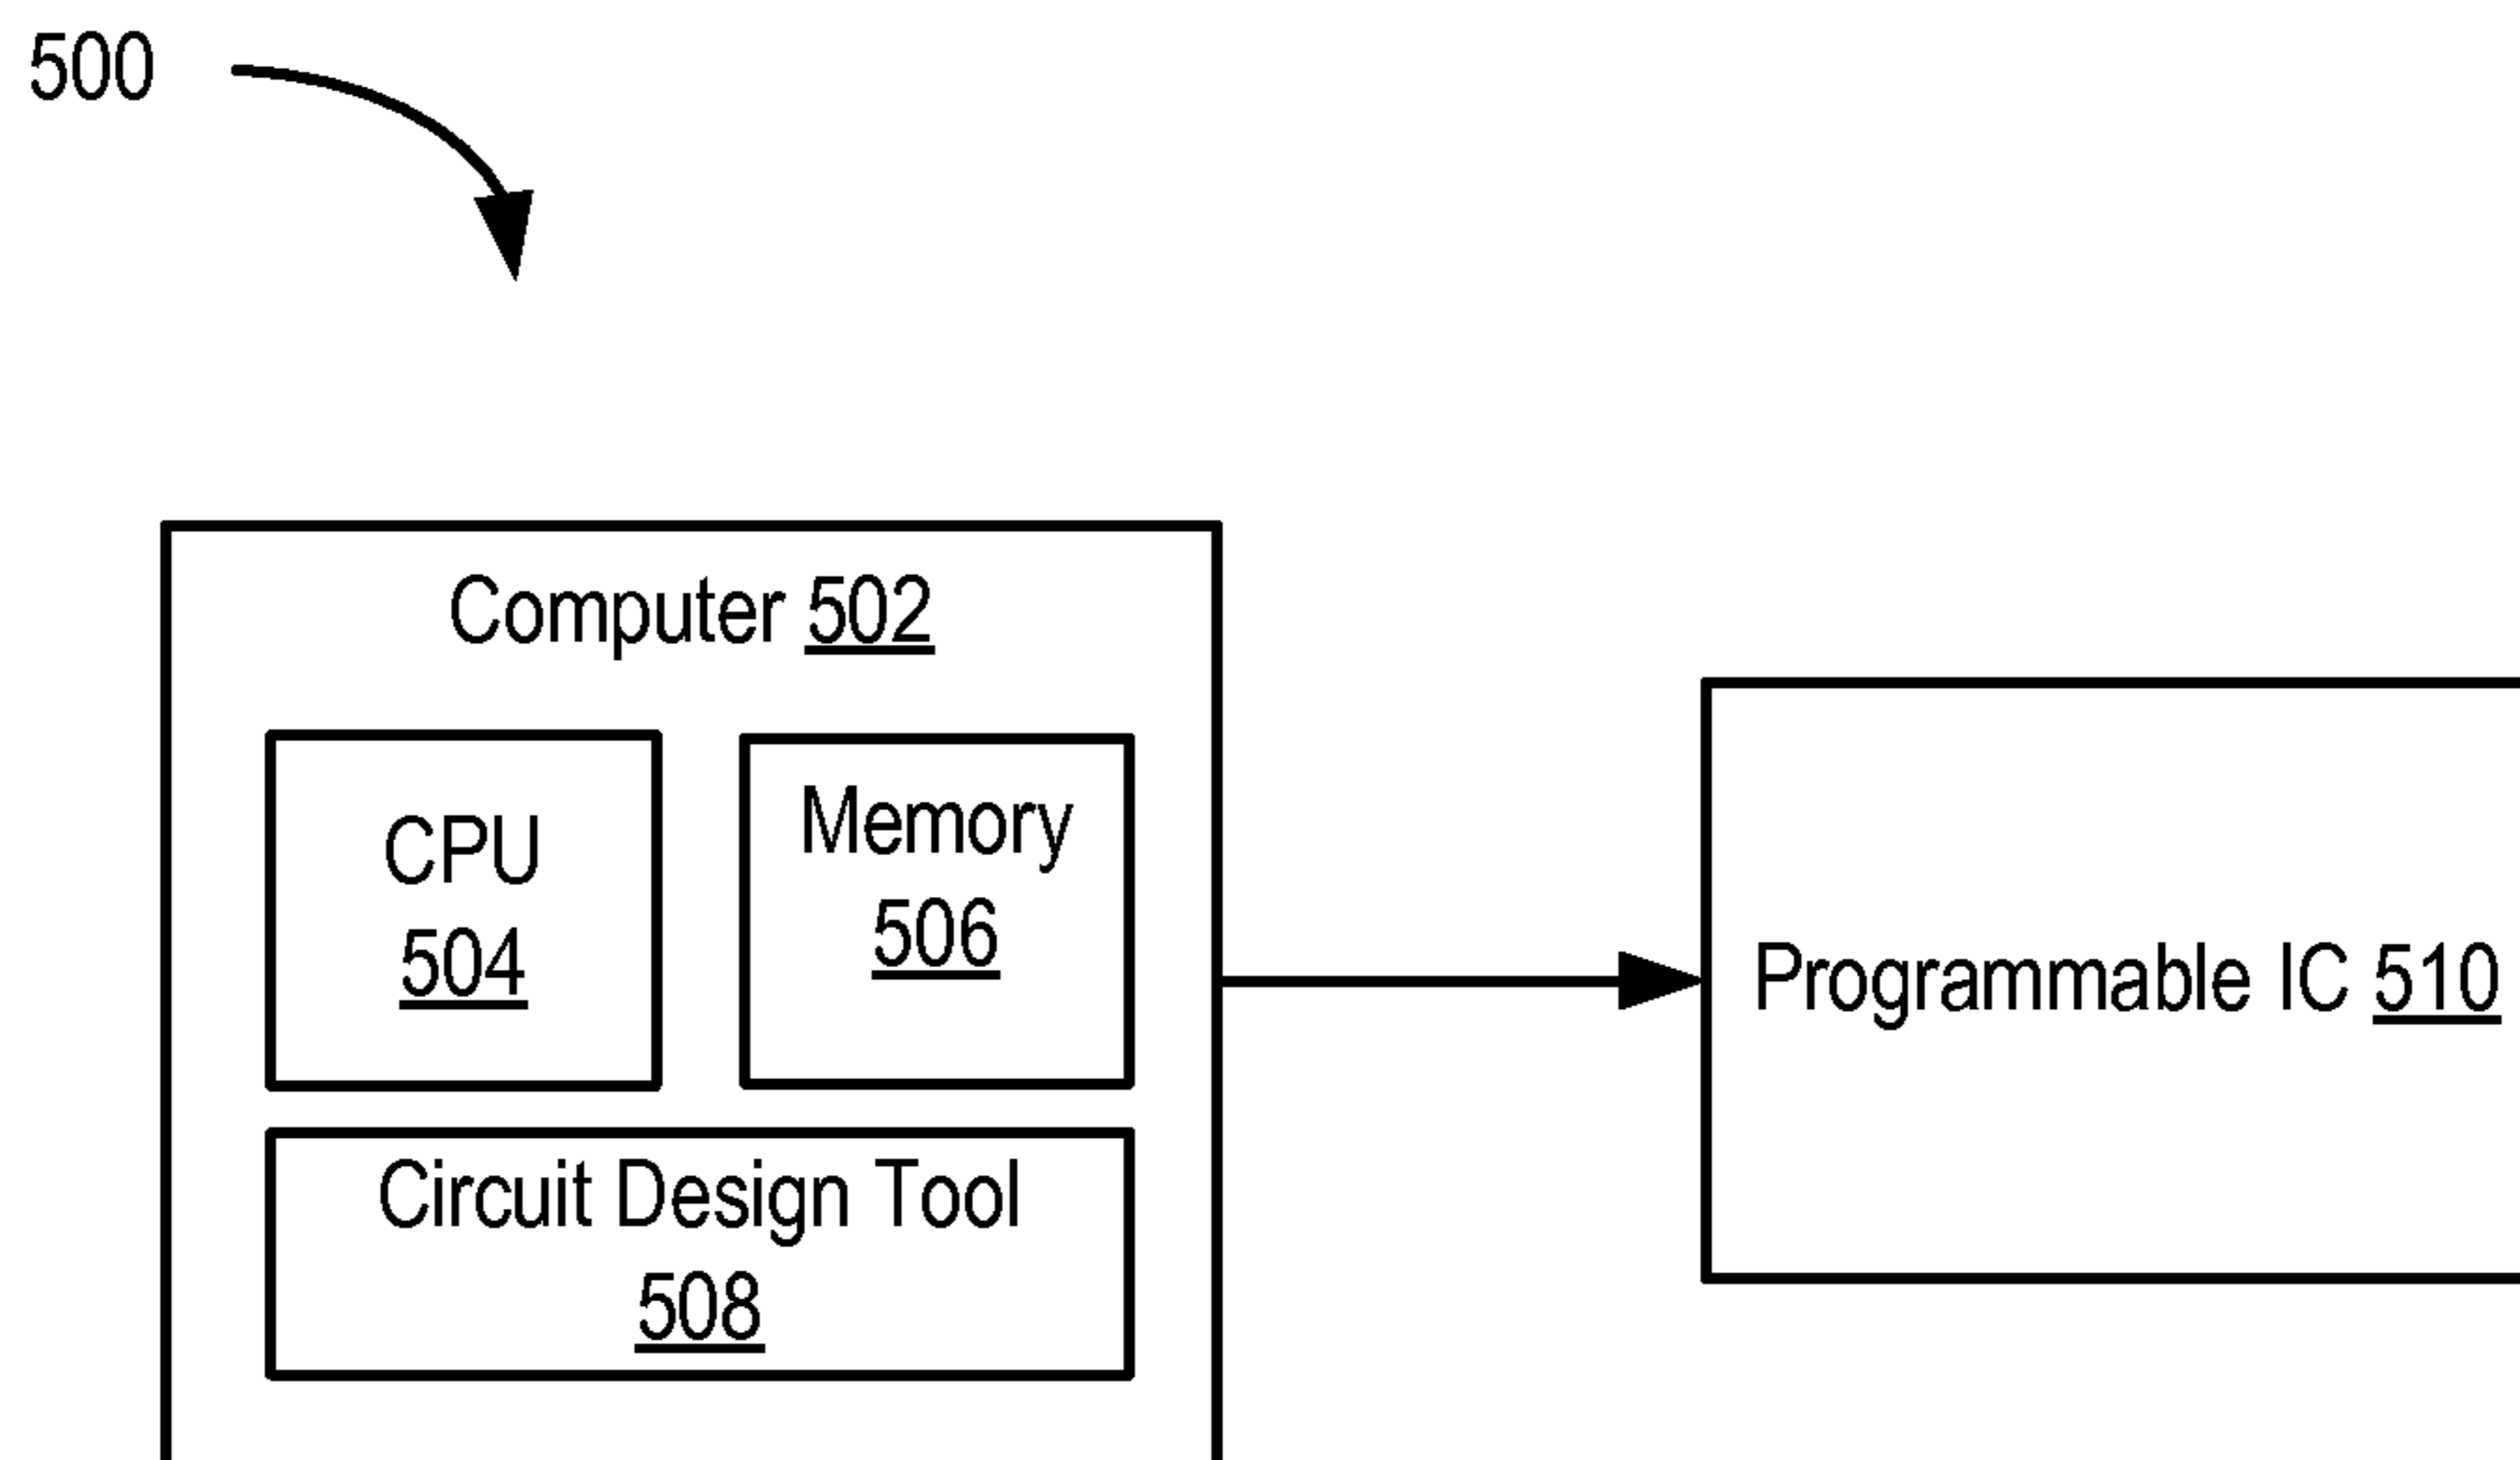 500
Computer 502
CPU
504
Memory
506
Circuit Design Tool
508
Programmable IC 510